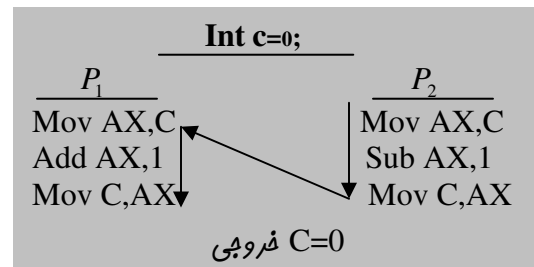 Int c=0;
P1 P2
Mov AX,C Mov AX,C
Add AX,1 Sub AX,1
Mov C,AX Mov C,AX
خروجی C=0